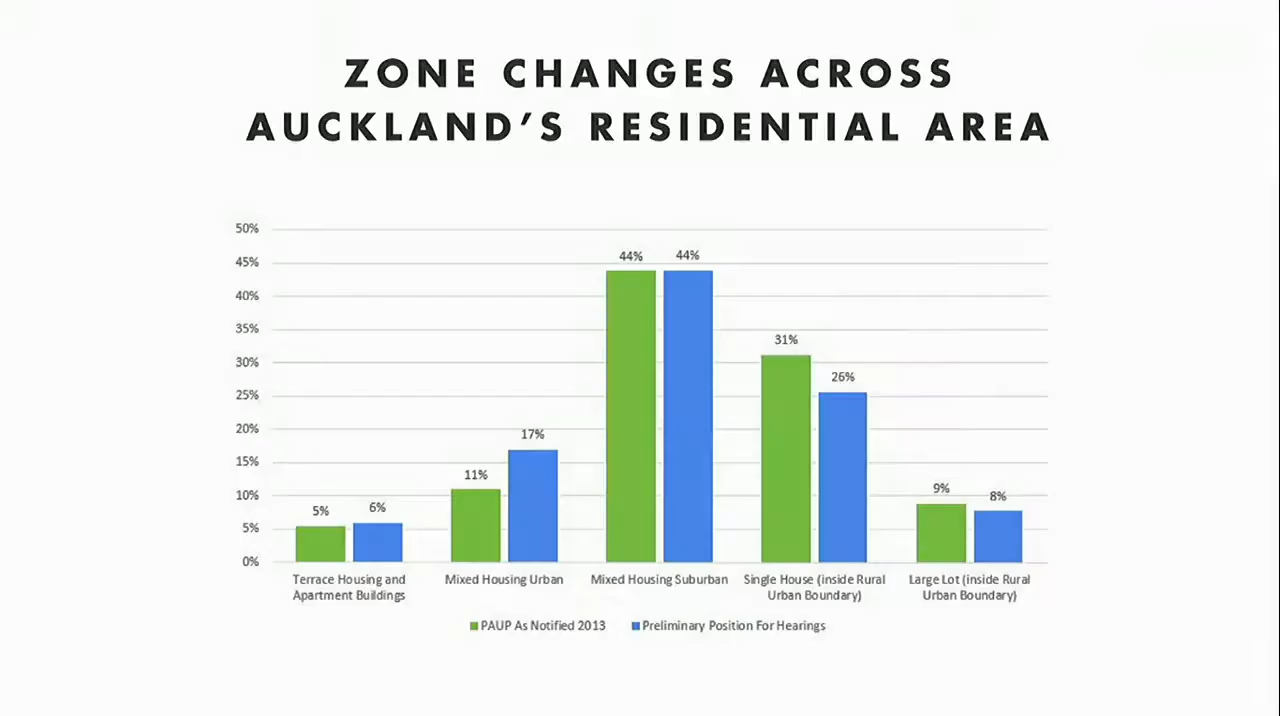 ZONE CHANGES ACROSS
AUCKLAND'S RESIDENTIAL AREA
50%
45%
40%
35%
30%
25%
20%
15%
10%
5%
0%
5%
6%
11%
17%
44%
44%
31%
26%
9%
8%
Terrace Housing and
Apartment Buildings
Mixed Housing Urban
Mixed Housing Suburban
Single House (inside Rural
Urban Boundary)
Large Lot (inside Rural
Urban Boundary)
PAUP As Notified 2013
Preliminary Position For Hearings